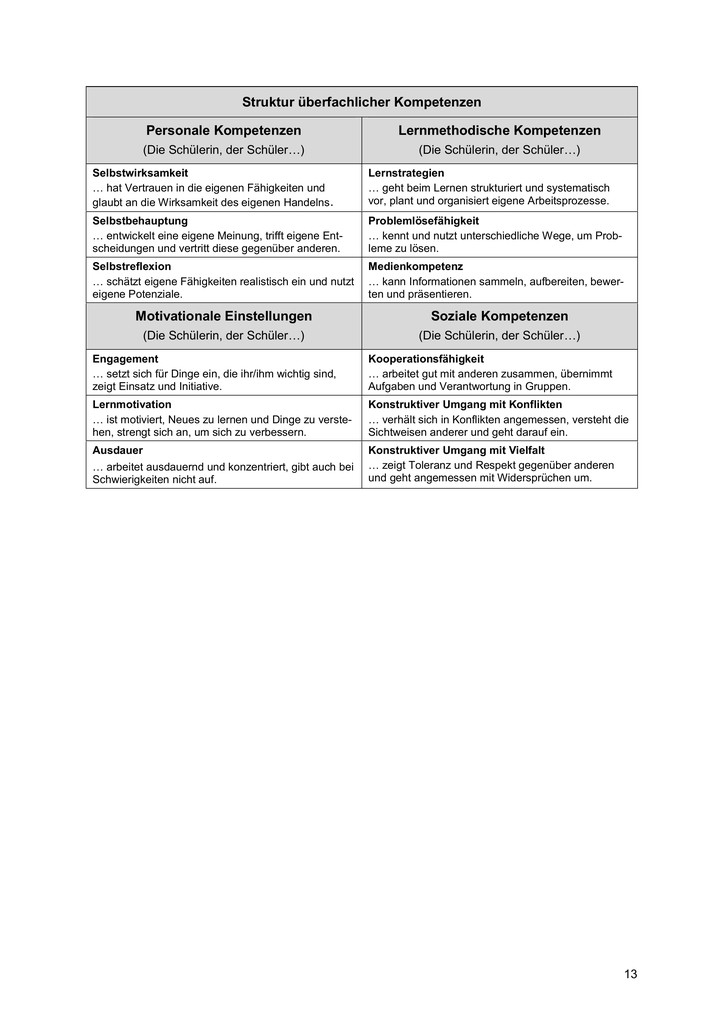 Struktur überfachlicher Kompetenzen
Personale Kompetenzen
(Die Schülerin, der Schüler…)
Lernmethodische Kompetenzen
(Die Schülerin, der Schüler…)
Selbstwirksamkeit
… hat Vertrauen in die eigenen Fähigkeiten und
glaubt an die Wirksamkeit des eigenen Handelns.
Lernstrategien
… geht beim Lernen strukturiert und systematisch
vor, plant und organisiert eigene Arbeitsprozesse.
Selbstbehauptung
… entwickelt eine eigene Meinung, trifft eigene Ent-
scheidungen und vertritt diese gegenüber anderen.
Problemlösefähigkeit
… kennt und nutzt unterschiedliche Wege, um Prob-
leme zu lösen.
Selbstreflexion
… schätzt eigene Fähigkeiten realistisch ein und nutzt
eigene Potenziale.
Medienkompetenz
… kann Informationen sammeln, aufbereiten, bewer-
ten und präsentieren.
Motivationale Einstellungen
(Die Schülerin, der Schüler…)
Soziale Kompetenzen
(Die Schülerin, der Schüler…)
Engagement
… setzt sich für Dinge ein, die ihr/ihm wichtig sind,
zeigt Einsatz und Initiative.
Kooperationsfähigkeit
… arbeitet gut mit anderen zusammen, übernimmt
Aufgaben und Verantwortung in Gruppen.
Lernmotivation
… ist motiviert, Neues zu lernen und Dinge zu verste-
hen, strengt sich an, um sich zu verbessern.
Konstruktiver Umgang mit Konflikten
… verhält sich in Konflikten angemessen, versteht die
Sichtweisen anderer und geht darauf ein.
Ausdauer
… arbeitet ausdauernd und konzentriert, gibt auch bei
Schwierigkeiten nicht auf.
Konstruktiver Umgang mit Vielfalt
… zeigt Toleranz und Respekt gegenüber anderen
und geht angemessen mit Widersprüchen um.
13